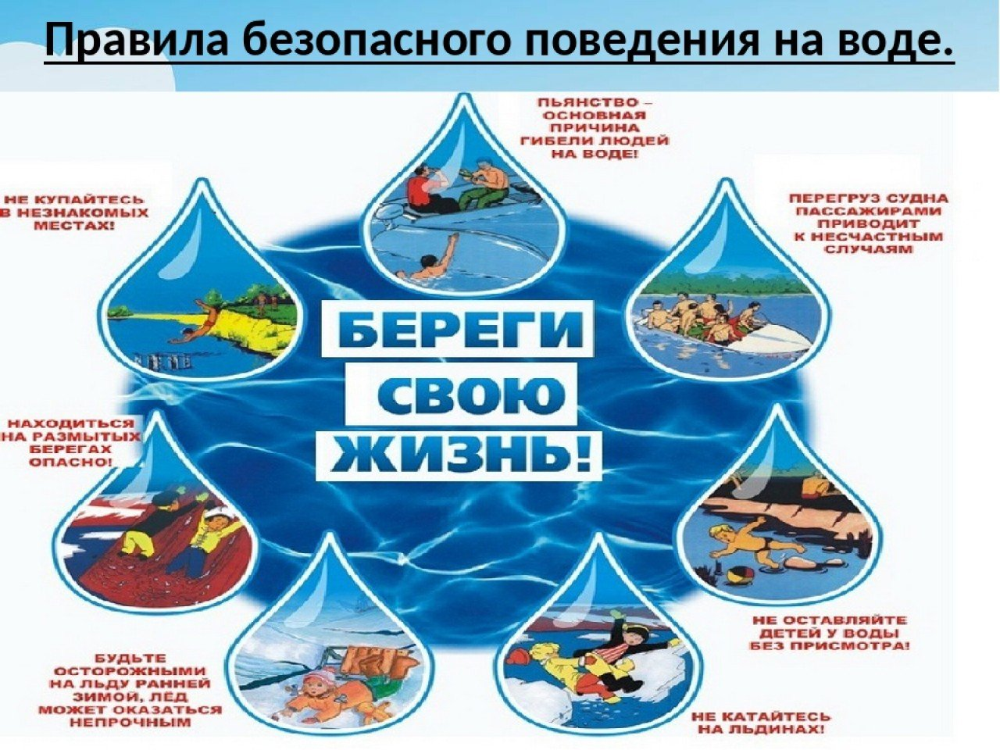 Правила безопасного поведения на воде.
ПЬЯНСТВО –
ОСНОВНАЯ
ПРИЧИНА
ГИБЕЛИ ЛЮДЕЙ
НА ВОДЕ!
НЕ КУПАЙТЕСЬ
В НЕЗНАКОМЫХ
МЕСТАХ!
ПЕРЕГРУЗ СУДНА
ПАССАЖИРАМИ
ПРИВОДИТ
К НЕСЧАСТНЫМ
СЛУЧАЯМ
БЕРЕГИ
СВОЮ
ЖИЗНЬ!
НАХОДИТЬСЯ
НА РАЗМЫТЫХ
БЕРЕГАХ
ОПАСНО!
НЕ ОСТАВЛЯЙТЕ
ДЕТЕЙ У ВОДЫ
БЕЗ ПРИСМОТРА!
БУДЬТЕ
ОСТОРОЖНЫМИ
НА ЛЬДУ РАННЕЙ
ЗИМОЙ, ЛЁД
МОЖЕТ ОКАЗАТЬСЯ
НЕПРОЧНЫМ
НЕ КАТАЙТЕСЬ
НА ЛЬДИНАХ!